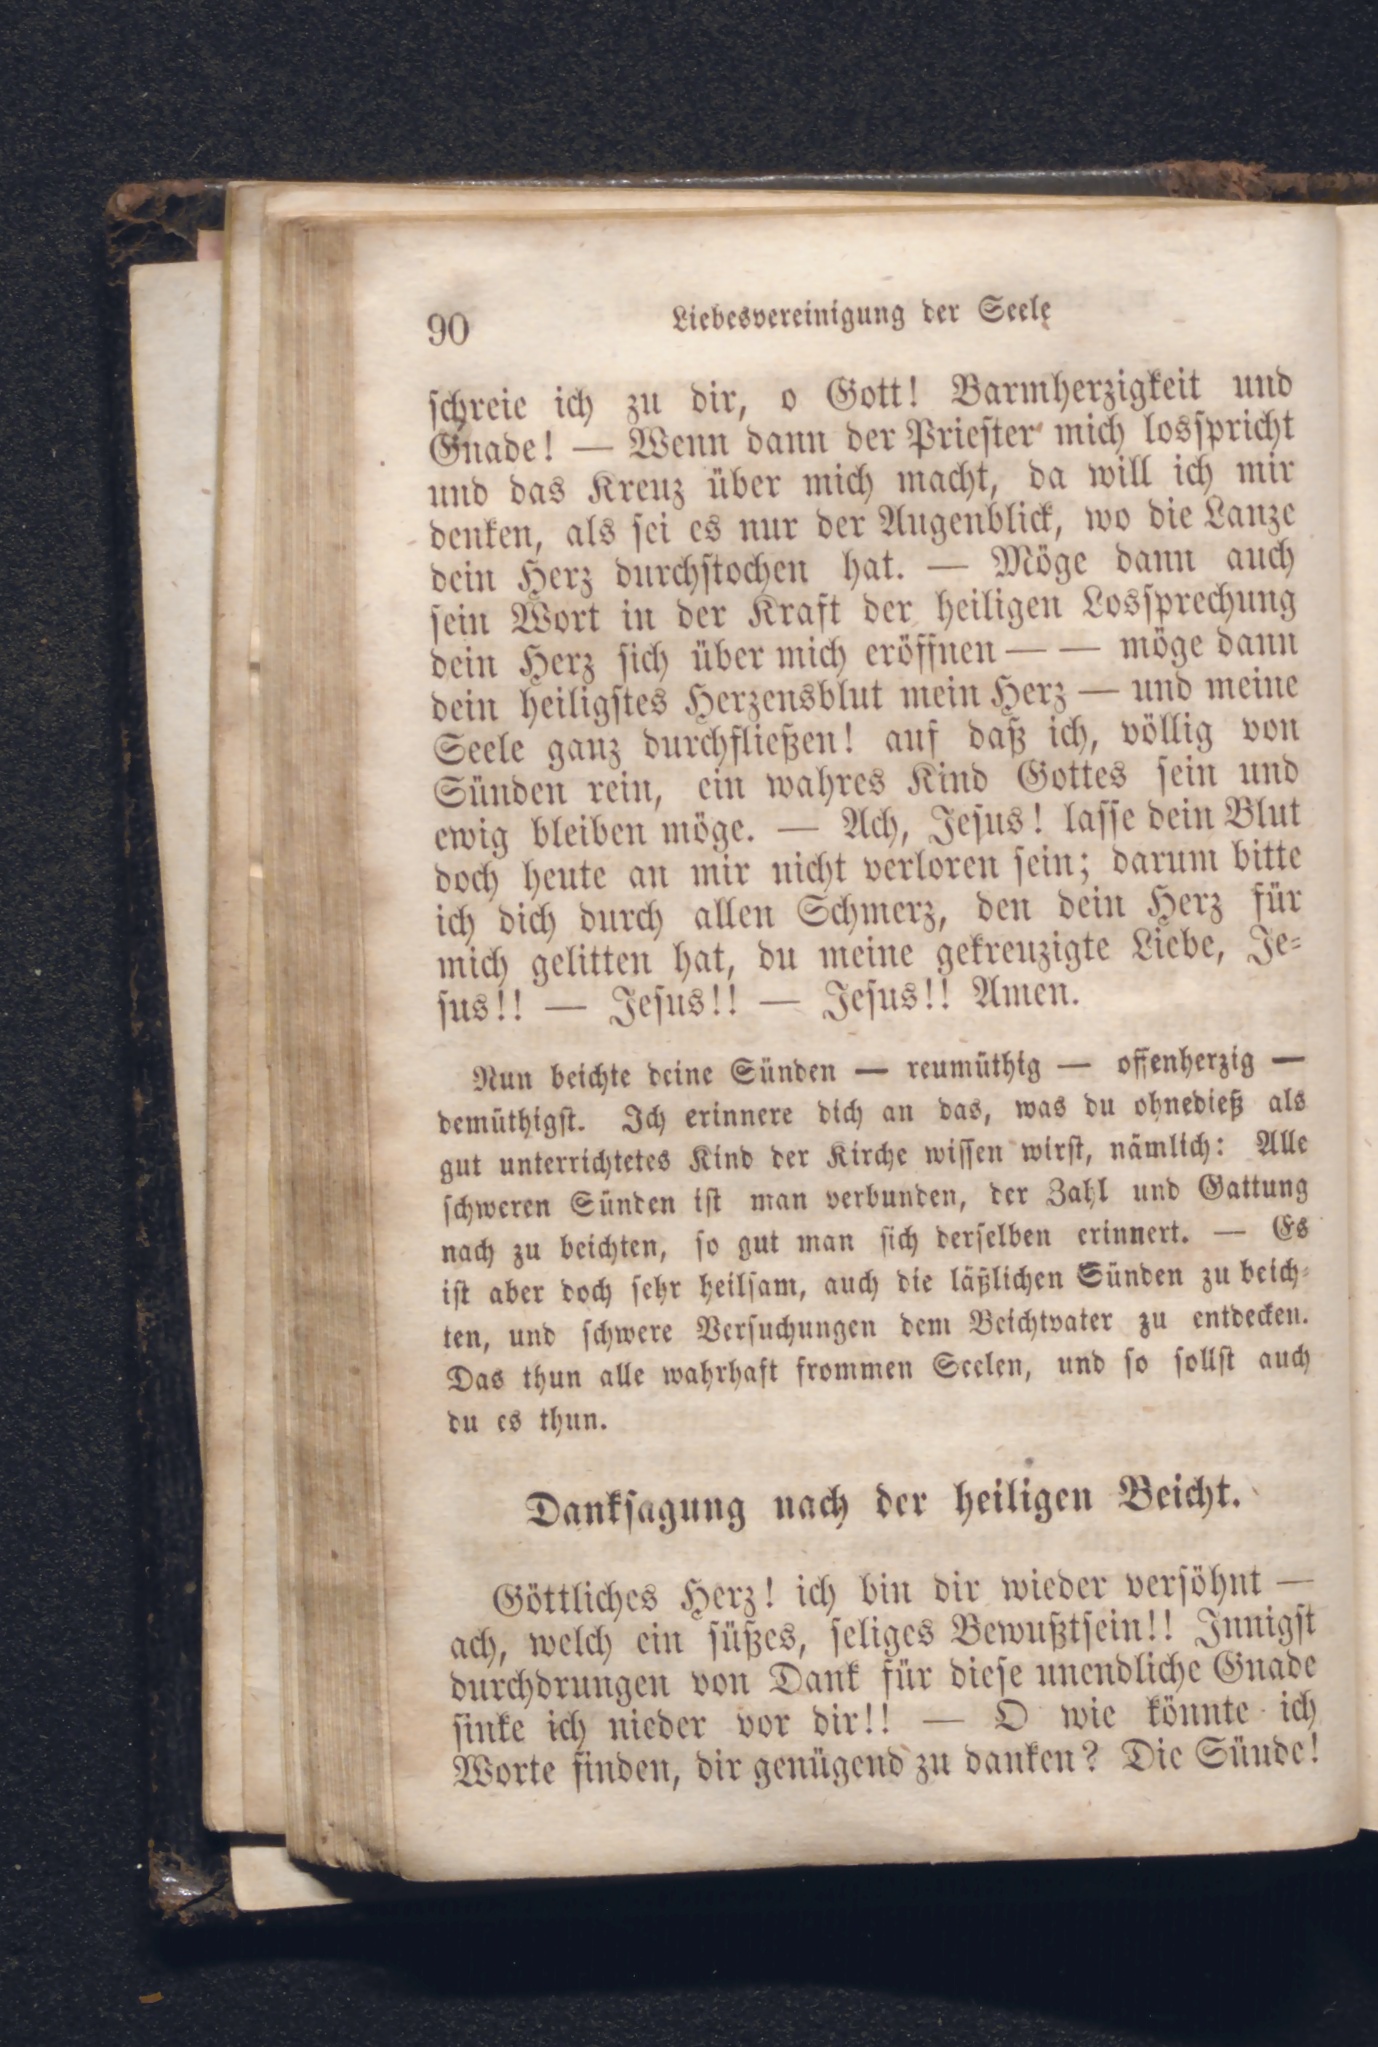 90
Liebesvereinigung der Seele
schreie ich zu dir, o Gott! Barmherzigkeit und
Gnade! — Wenn dann der Priester mich losspricht
und das Kreuz über mich macht, da will ich mir
denken, als sei es nur der Augenblick, wo die Lanze
dein Herz durchstochen hat. — Möge dann auch
sein Wort in der Kraft der heiligen Lossprechung
dein Herz sich über mich eröffnen — — möge dann
dein heiligstes Herzensblut mein Herz — und meine
Seele ganz durchfließen! auf daß ich, völlig von
Sünden rein, ein wahres Kind Gottes sein und
ewig bleiben möge. — Ach, Jesus! lasse dein Blut
doch heute an mir nicht verloren sein; darum bitte
ich dich durch allen Schmerz, den dein Herz für
mich gelitten hat, du meine gekreuzigte Liebe, Je-
sus!! — Jesus!! — Jesus!! Amen.
Nun beichte deine Sünden — reumüthig — offenherzig —
demüthigst. Ich erinnere dich an das, was du ohnedieß als
gut unterrichtetes Kind der Kirche wissen wirst, nämlich: Alle
schweren Sünden ist man verbunden, der Zahl und Gattung
nach zu beichten, so gut man sich derselben erinnert. — Es
ist aber doch sehr heilsam, auch die läßlichen Sünden zu beich-
ten, und schwere Versuchungen dem Beichtvater zu entdecken.
Das thun alle wahrhaft frommen Seelen, und so sollst auch
du es thun.
Danksagung nach der heiligen Beicht.
Göttliches Herz! ich bin dir wieder versöhnt —
ach, welch ein süßes, seliges Bewußtsein!! Innigst
durchdrungen von Dank für diese unendliche Gnade
sinke ich nieder vor dir!! — O wie könnte ich
Worte finden, dir genügend zu danken? Die Sünde!